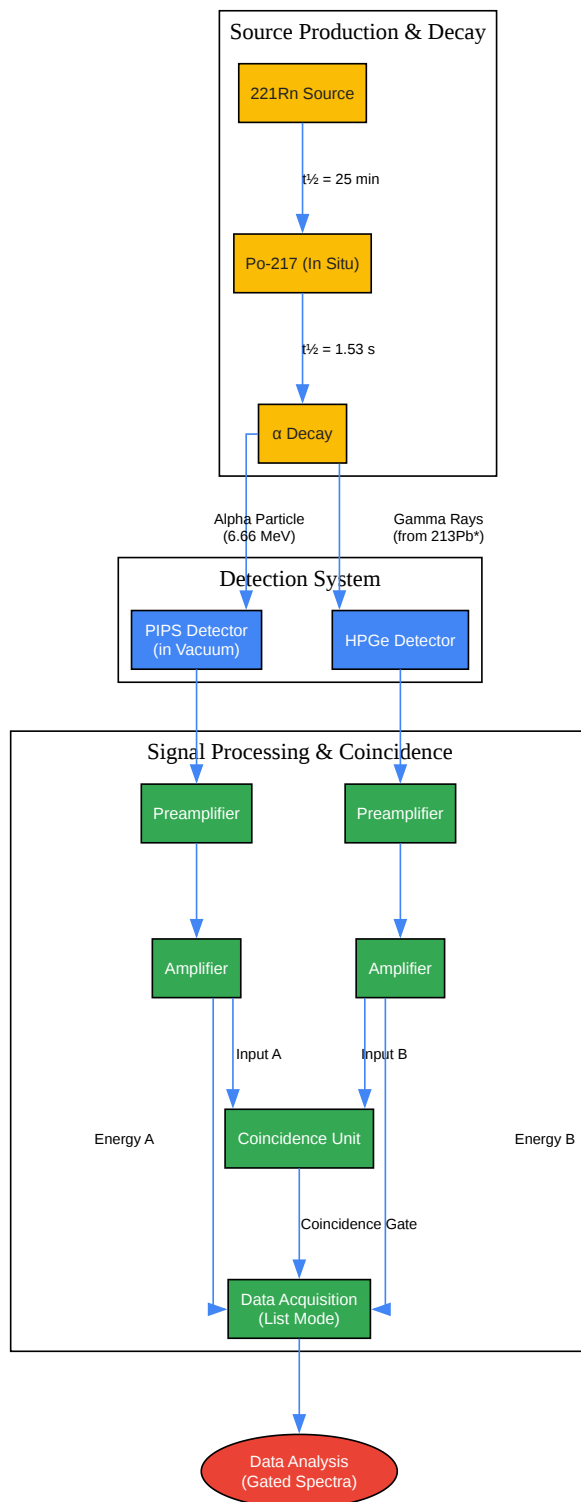 Source Production & Decay
221Rn Source
t½ = 25 min
Po-217 (In Situ)
t½ = 1.53 s
α Decay
Alpha Particle
(6.66 MeV)
Gamma Rays
(from 213Pb*)
Detection System
PIPS Detector
(in Vacuum)
HPGe Detector
Signal Processing & Coincidence
Preamplifier
Preamplifier
Amplifier
Amplifier
Input A
Input B
Energy A
Coincidence Unit
Energy B
Coincidence Gate
Data Acquisition
(List Mode)
Data Analysis
(Gated Spectra)